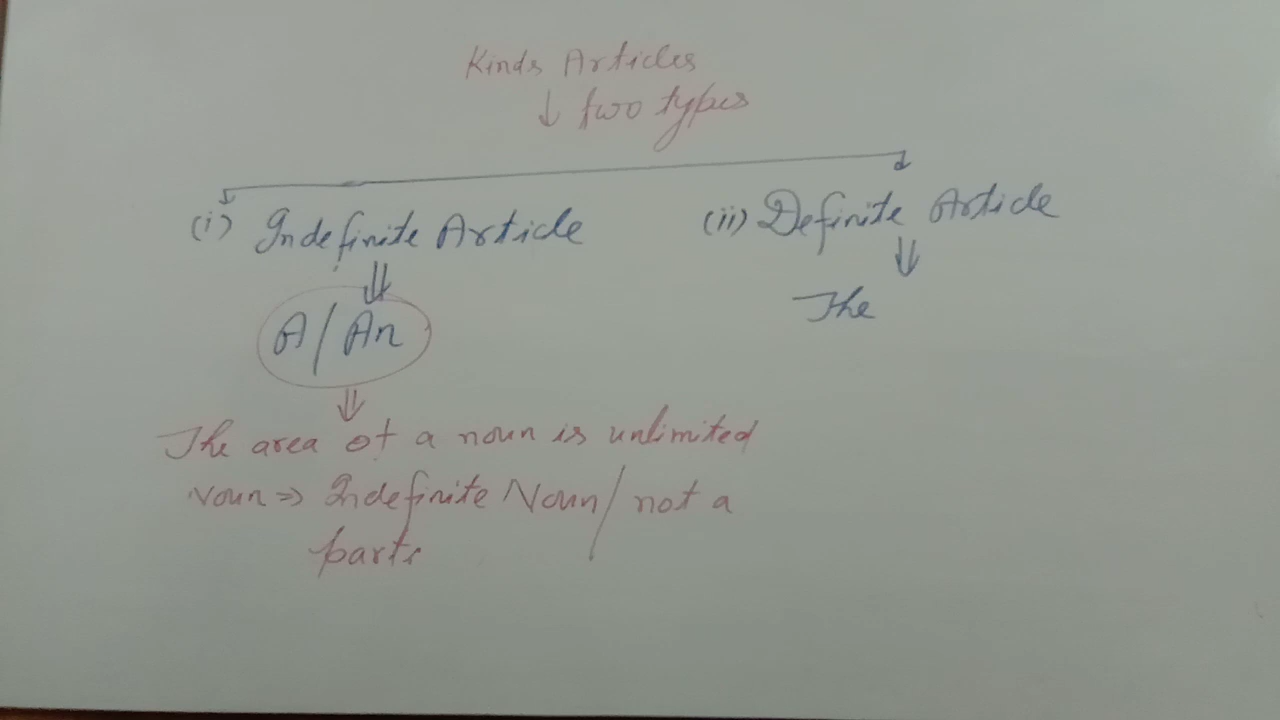 Kinds Articles
↓ two types
(i) Indefinite Article
(ii) Definite Article
A/An
The
The area of a noun is unlimited
Noun => Indefinite Noun / not a
parti